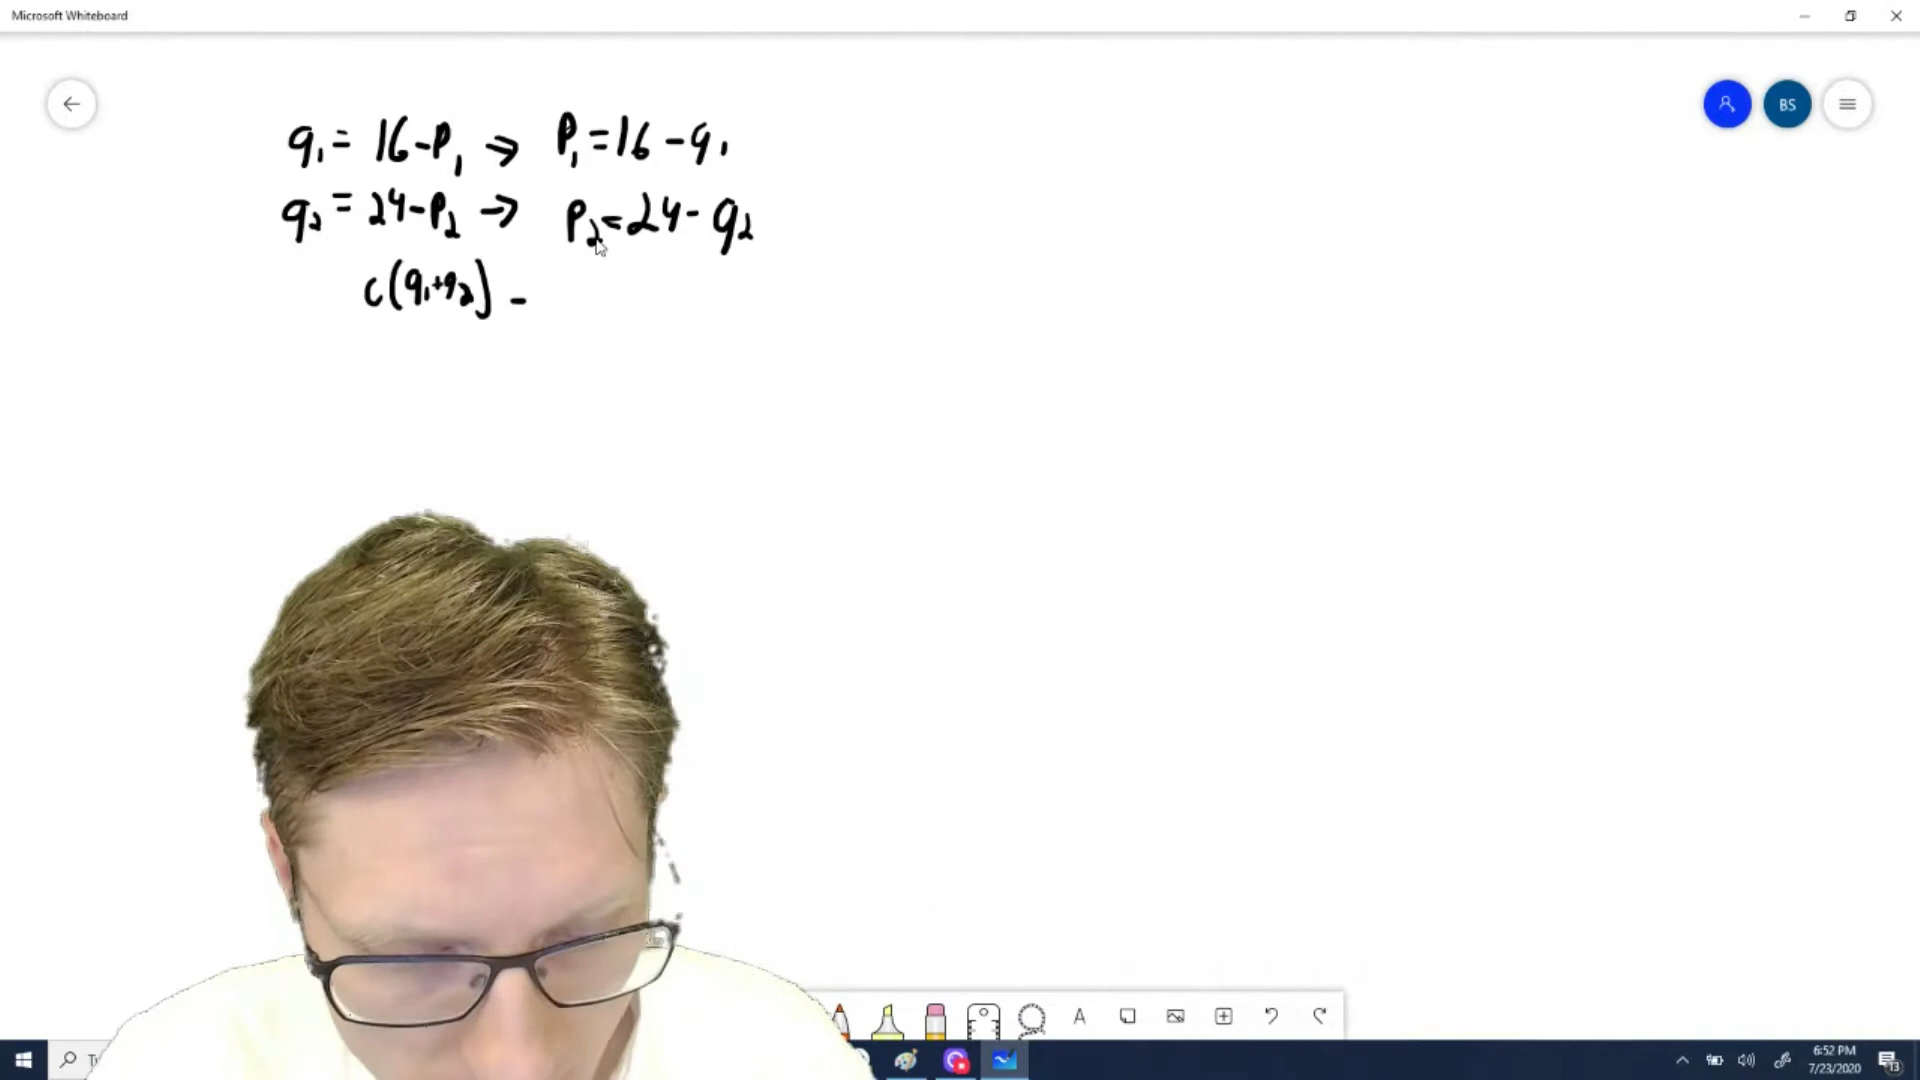 Microsoft Whiteboard
BS
q₁ = 16-P₁ → P₁ = 16 - q₁
q₂ = 24-P₂ → P₂ = 24 - q₂
c(q₁+q₂) -
A
6:52 PM
7/23/2020
13